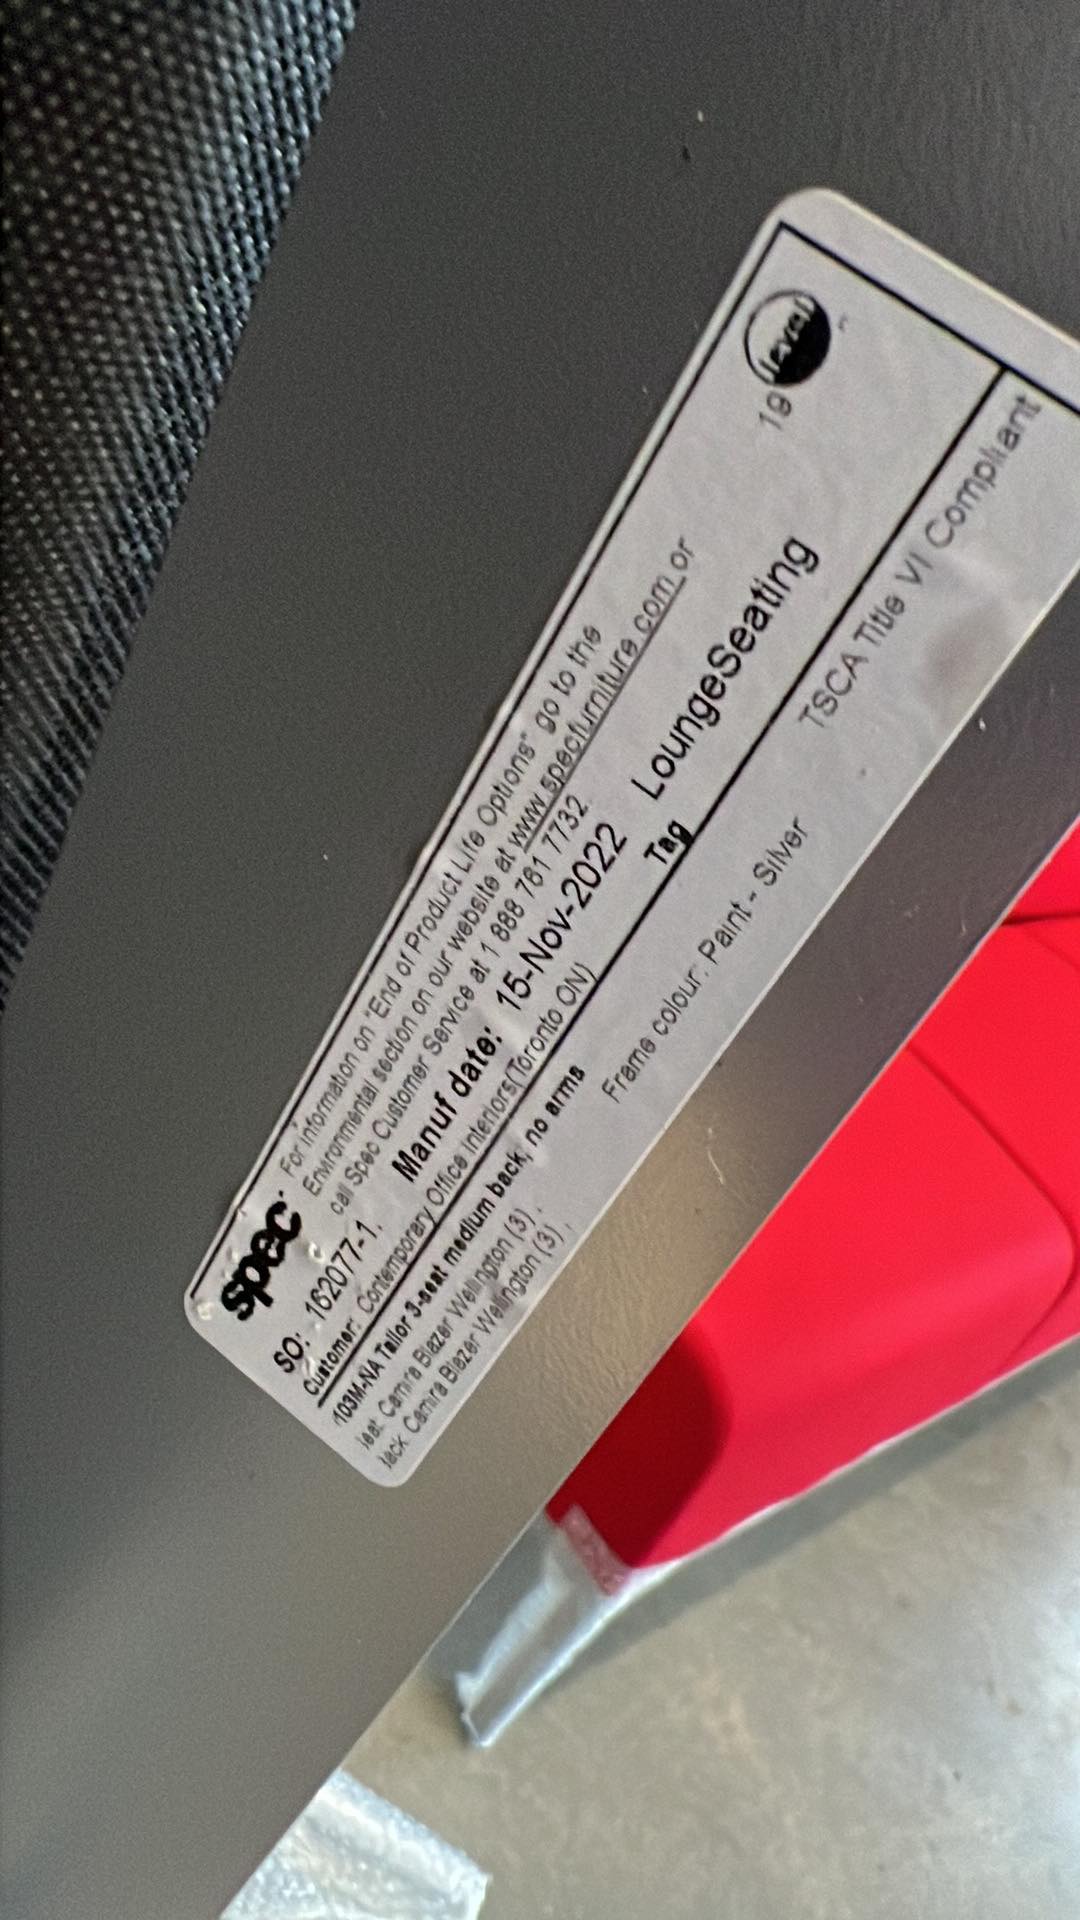 spec
For information on "End of Product Life Options" go to the
Environmental section on our website at www.specfurniture.com or
call Spec Customer Service at 1 888 761 7732.
level
19
SO: 162077-1.
Manuf date: 15-Nov-2022
LoungeSeating
Customer: Contemporary Office Interiors(Toronto ON)
Tag
103M-NA Tailor 3-seat medium back, no arms
TSCA Title VI Compliant
Camira Blazer Wellington (3).
Frame colour: Paint - Silver
Camira Blazer Wellington (3).